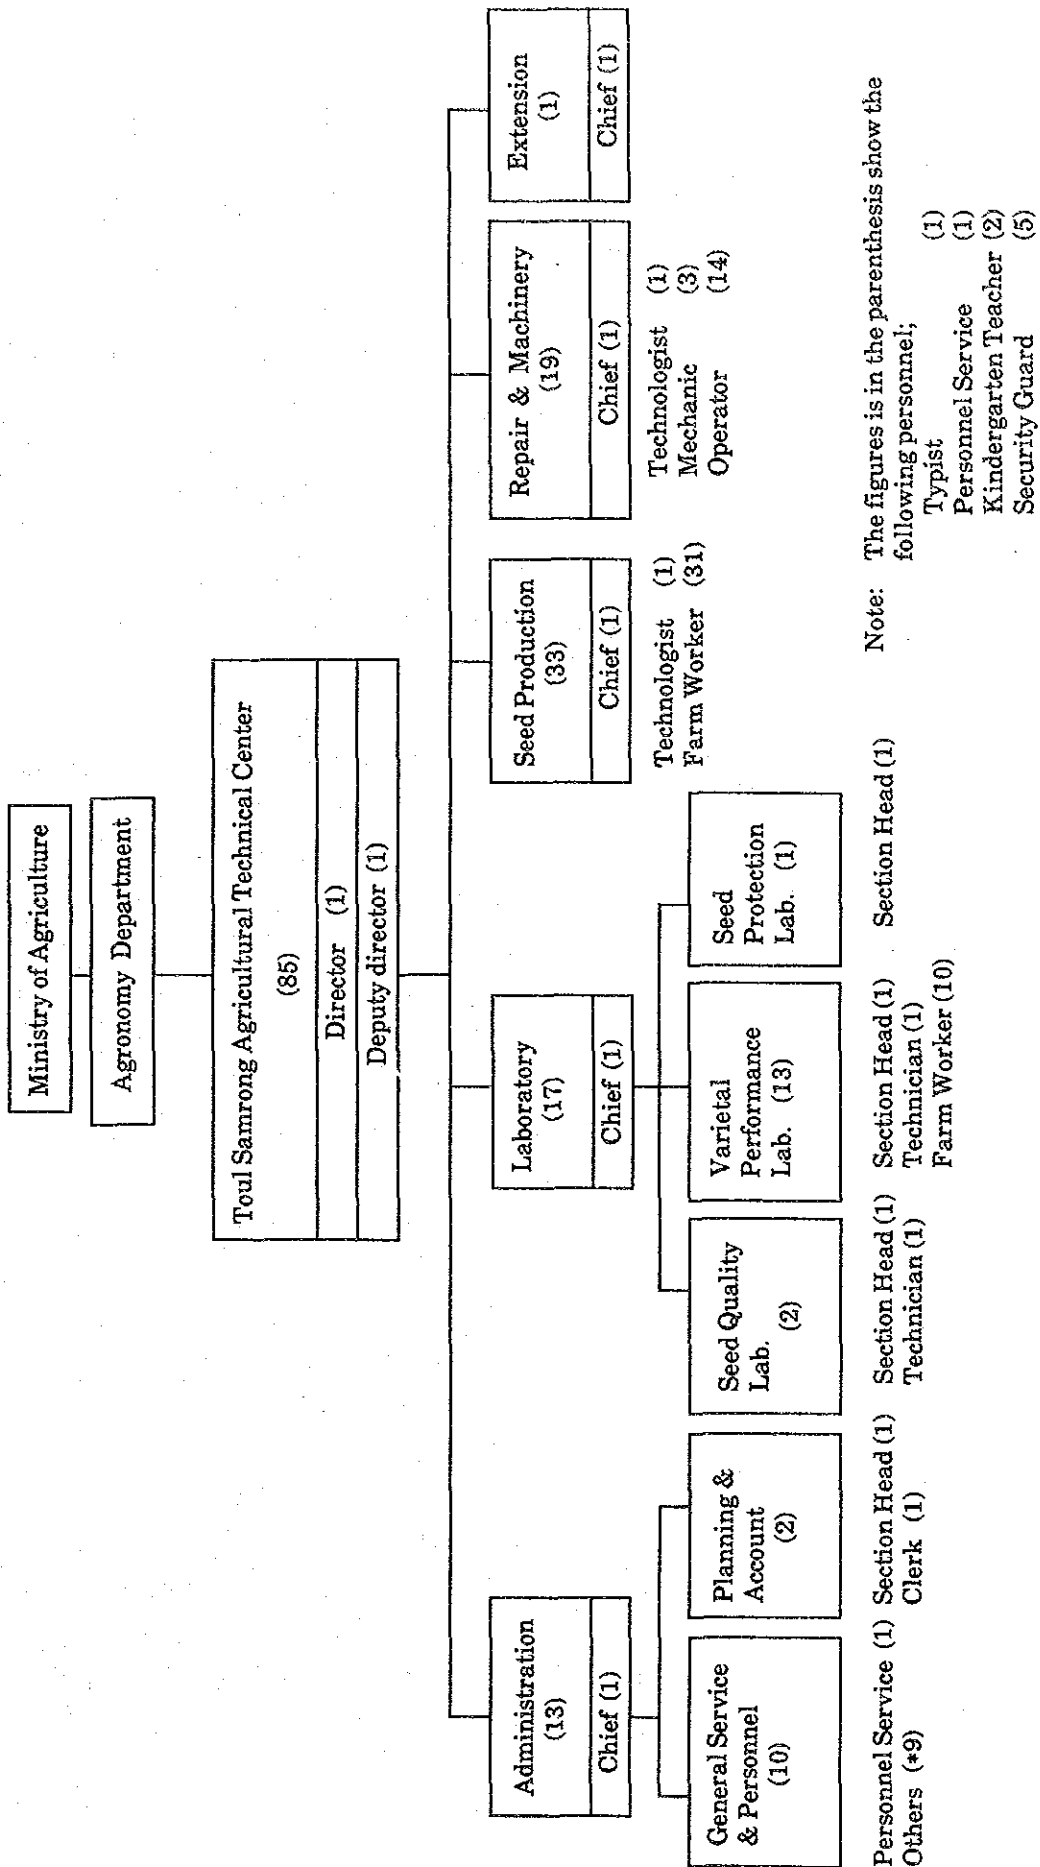 Ministry of Agriculture
Agronomy Department
Toul Samrong Agricultural Technical Center
(85)
Director (1)
Deputy director (1)
Administration
(13)
Chief (1)
Laboratory
(17)
Chief (1)
Seed Production
(33)
Chief (1)
Technologist (1)
Farm Worker (31)
Repair & Machinery
(19)
Chief (1)
Technologist (1)
Mechanic (3)
Operator (14)
Extension
(1)
Chief (1)
General Service
& Personnel
(10)
Personnel Service (1)
Others (*9)
Planning &
Account
(2)
Section Head (1)
Clerk (1)
Seed Quality
Lab.
(2)
Section Head (1)
Technician (1)
Varietal
Performance
Lab. (13)
Section Head (1)
Technician (1)
Farm Worker (10)
Seed
Protection
Lab. (1)
Section Head (1)
Note: The figures is in the parenthesis show the
following personnel;
Typist (1)
Personnel Service (1)
Kindergarten Teacher (2)
Security Guard (5)